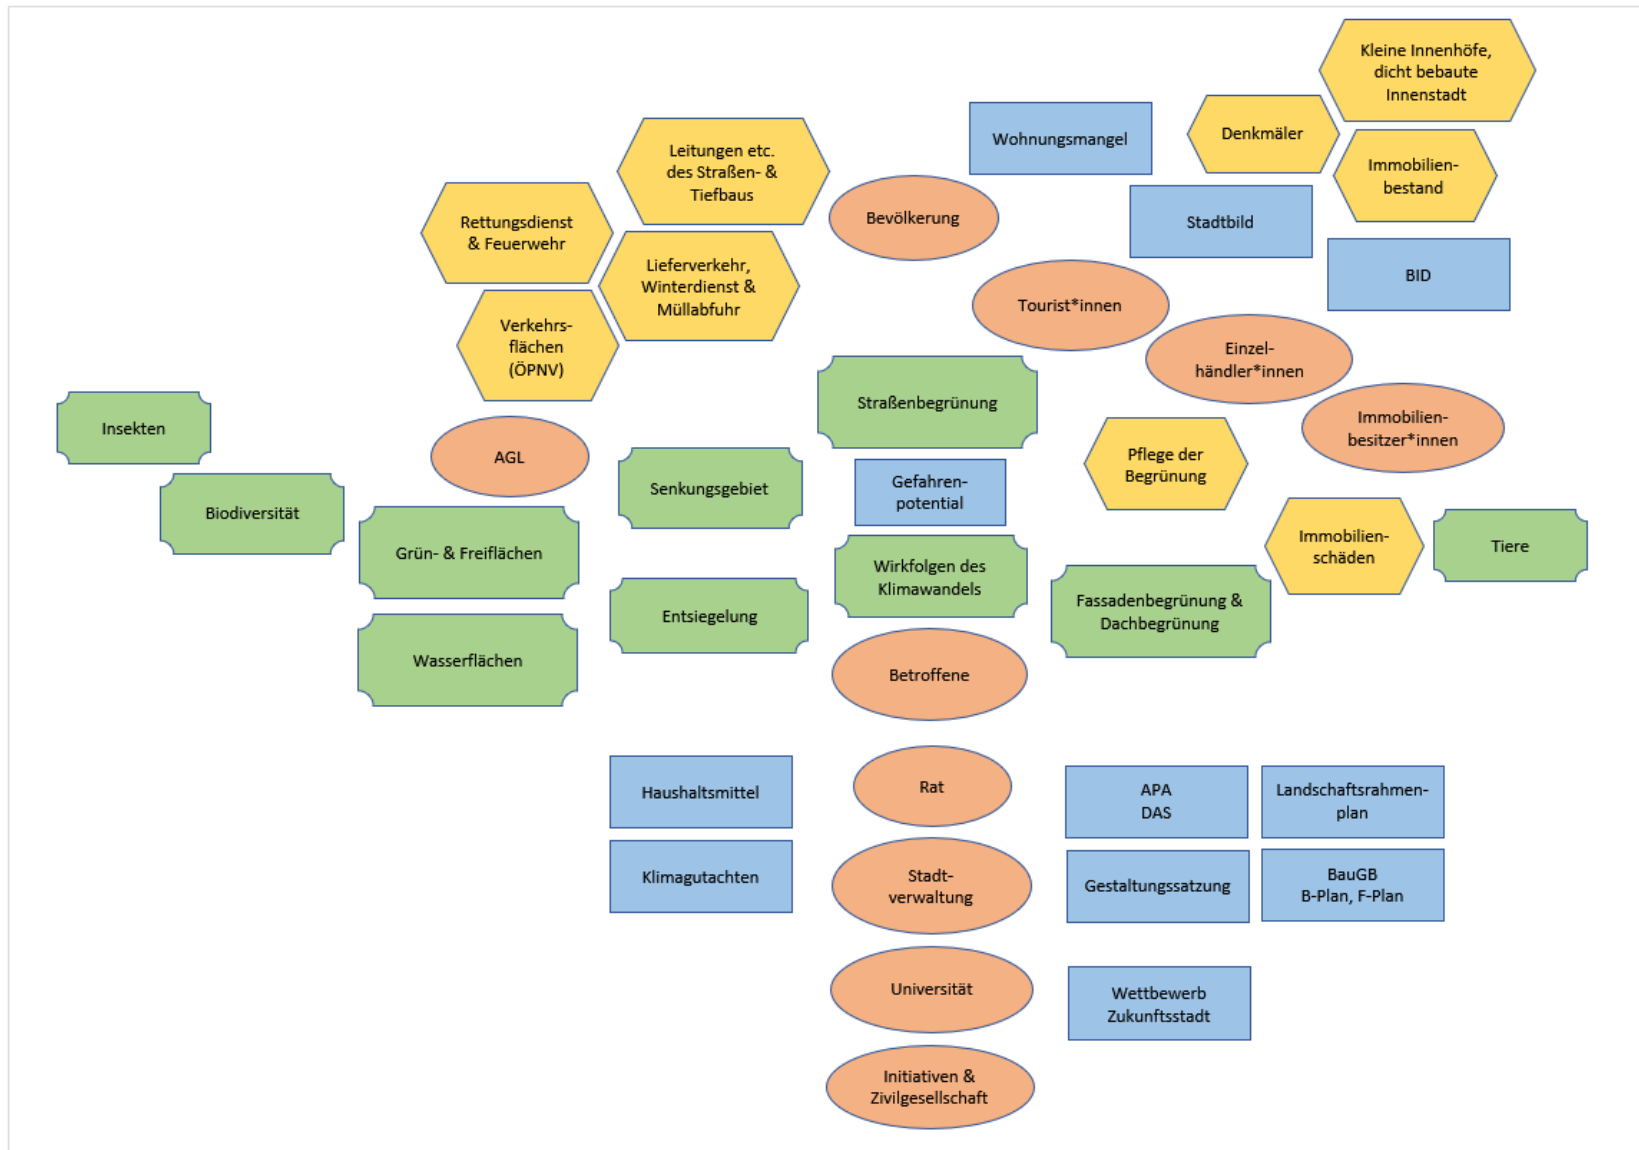 Kleine Innenhöfe,
dicht bebaute
Innenstadt
Wohnungsmangel
Denkmäler
Leitungen etc.
des Straßen- &
Tiefbaus
Immobilien-
bestand
Rettungsdienst
& Feuerwehr
Bevölkerung
Stadtbild
Lieferverkehr,
Winterdienst &
Müllabfuhr
BID
Tourist*innen
Verkehrs-
flächen
(ÖPNV)
Einzel-
händler*innen
Straßenbegrünung
Immobilien-
besitzer*innen
Insekten
AGL
Pflege der
Begrünung
Senkungsgebiet
Gefahren-
potential
Biodiversität
Grün- & Freiflächen
Immobilien-
schäden
Tiere
Wirkfolgen des
Klimawandels
Fassadenbegrünung &
Dachbegrünung
Entsiegelung
Wasserflächen
Betroffene
Haushaltsmittel
Rat
APA
DAS
Landschaftsrahmen-
plan
Klimagutachten
Stadt-
verwaltung
Gestaltungssatzung
BauGB
B-Plan, F-Plan
Universität
Wettbewerb
Zukunftsstadt
Initiativen &
Zivilgesellschaft